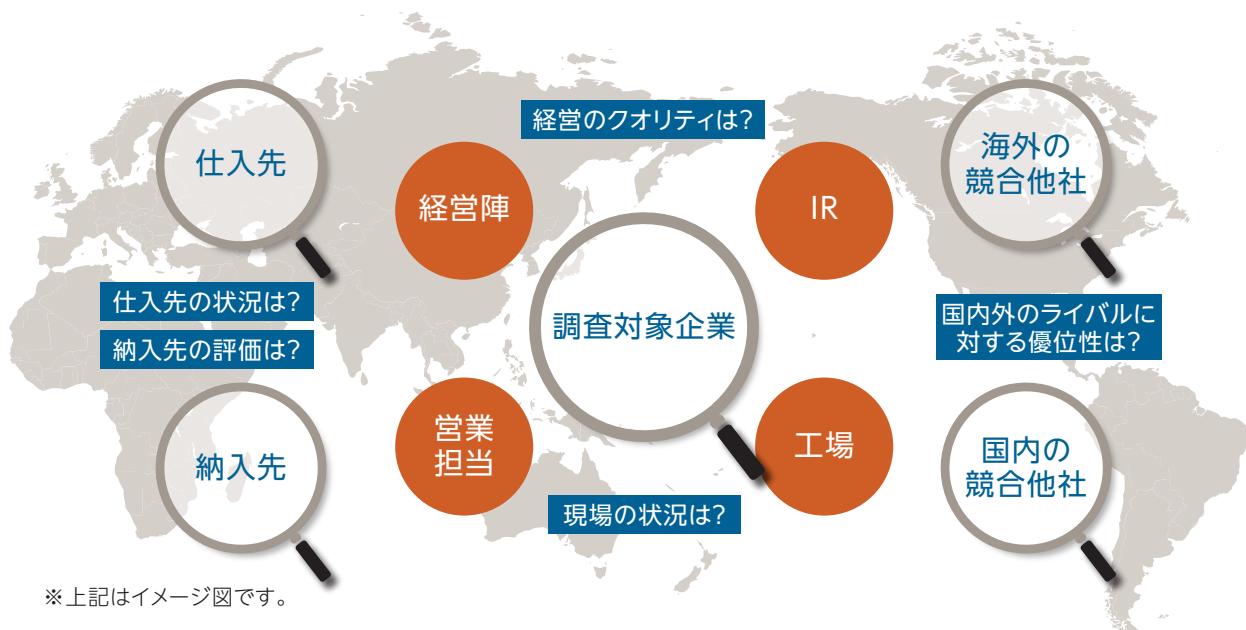 経営のクオリティは?
仕入先
経営陣
IR
海外の
競合他社
調査対象企業
仕入先の状況は?
納入先の評価は?
国内外のライバルに
対する優位性は?
納入先
営業
担当
工場
国内の
競合他社
現場の状況は?
※上記はイメージ図です。